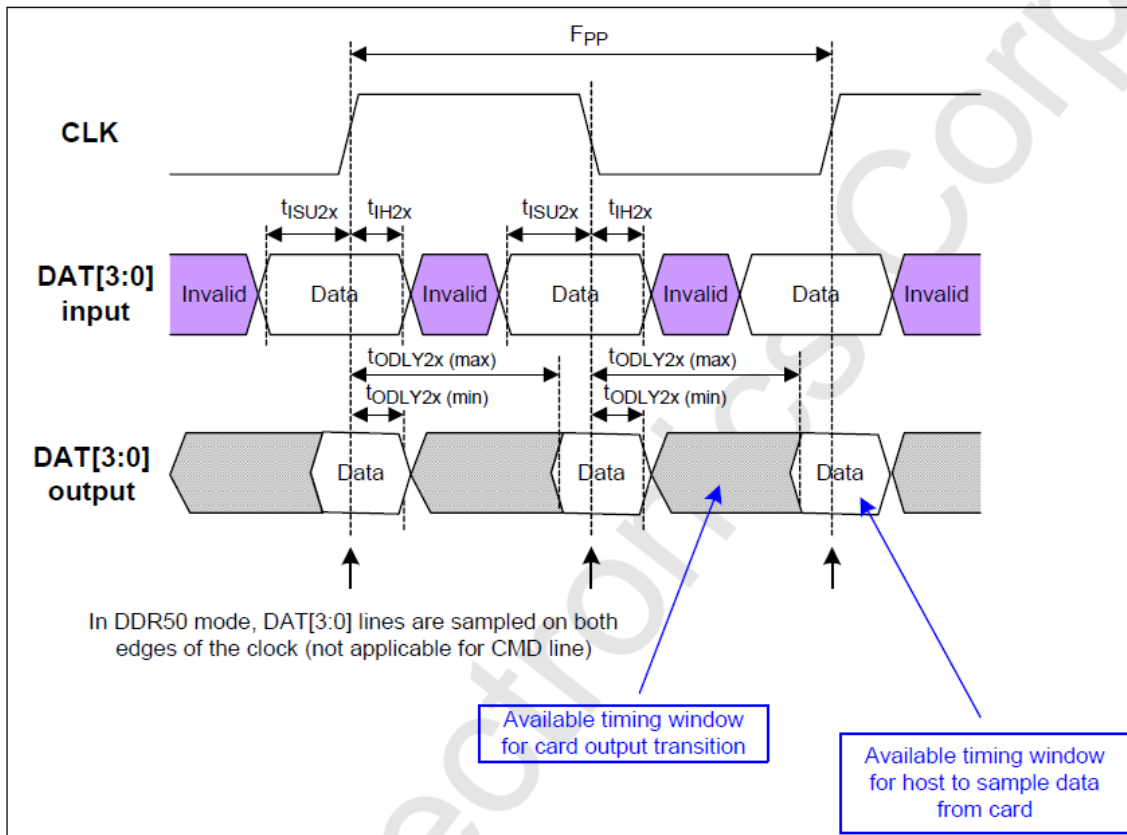 FPP
CLK
tISU2x tIH2x tISU2x tIH2x
DAT[3:0]
input
Invalid Data Invalid Data Invalid Data Invalid
tODLY2x (max) tODLY2x (max)
tODLY2x (min) tODLY2x (min)
DAT[3:0]
output
Data Data Data
In DDR50 mode, DAT[3:0] lines are sampled on both
edges of the clock (not applicable for CMD line)
Available timing window
for card output transition
Available timing window
for host to sample data
from card
ectronics Corp